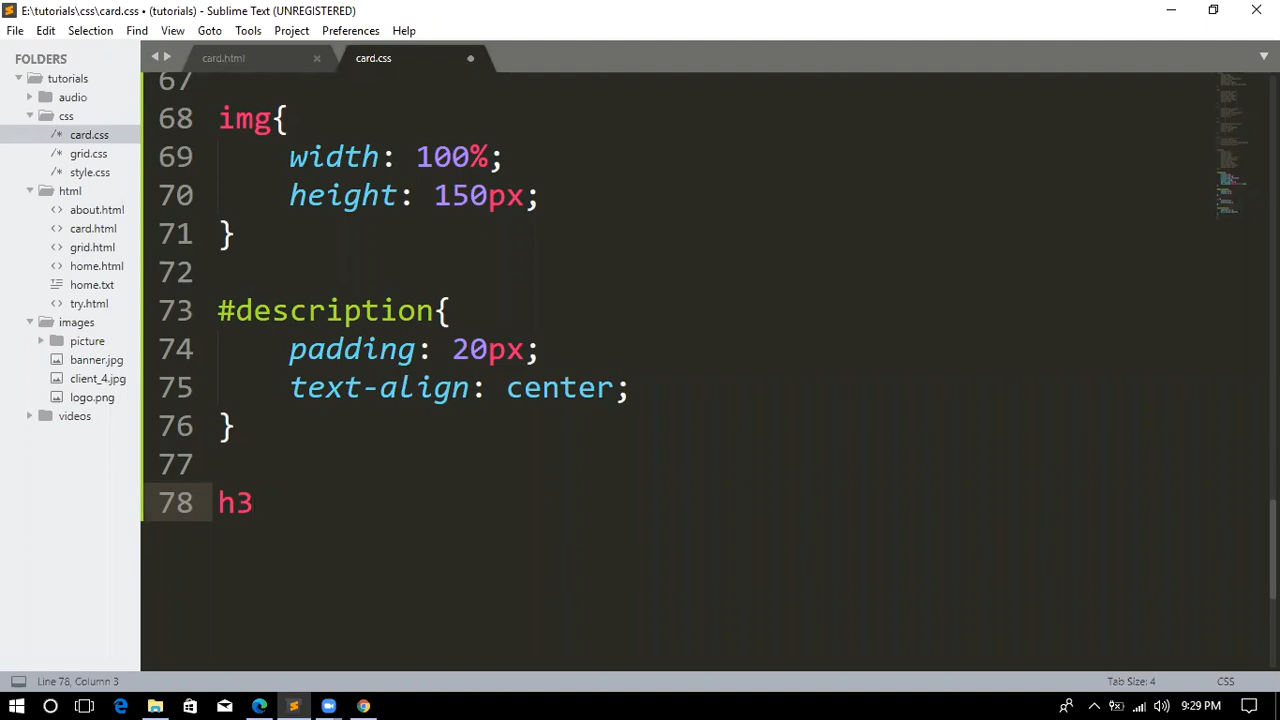 E:\tutorials\css\card.css • (tutorials) - Sublime Text (UNREGISTERED)
File Edit Selection Find View Goto Tools Project Preferences Help
FOLDERS
tutorials
audio
css
/* card.css
/* grid.css
/* style.css
html
<> about.html
<> card.html
<> grid.html
<> home.html
home.txt
<> try.html
images
picture
banner.jpg
client_4.jpg
logo.png
videos
card.html × card.css
67
68 img{
69 width: 100%;
70 height: 150px;
71 }
72
73 #description{
74 padding: 20px;
75 text-align: center;
76 }
77
78 h3
Line 78, Column 3 Tab Size: 4 CSS
9:29 PM